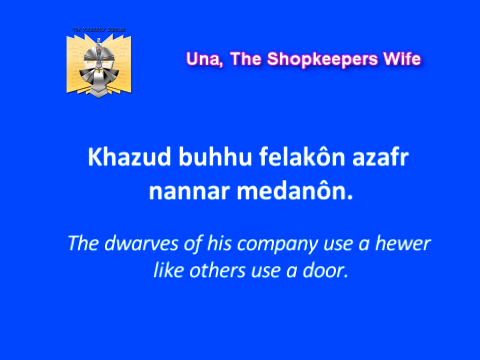 Una, The Shopkeepers Wife
Khazud buhhu felakôn azafr
nannar medanôn.
The dwarves of his company use a hewer
like others use a door.